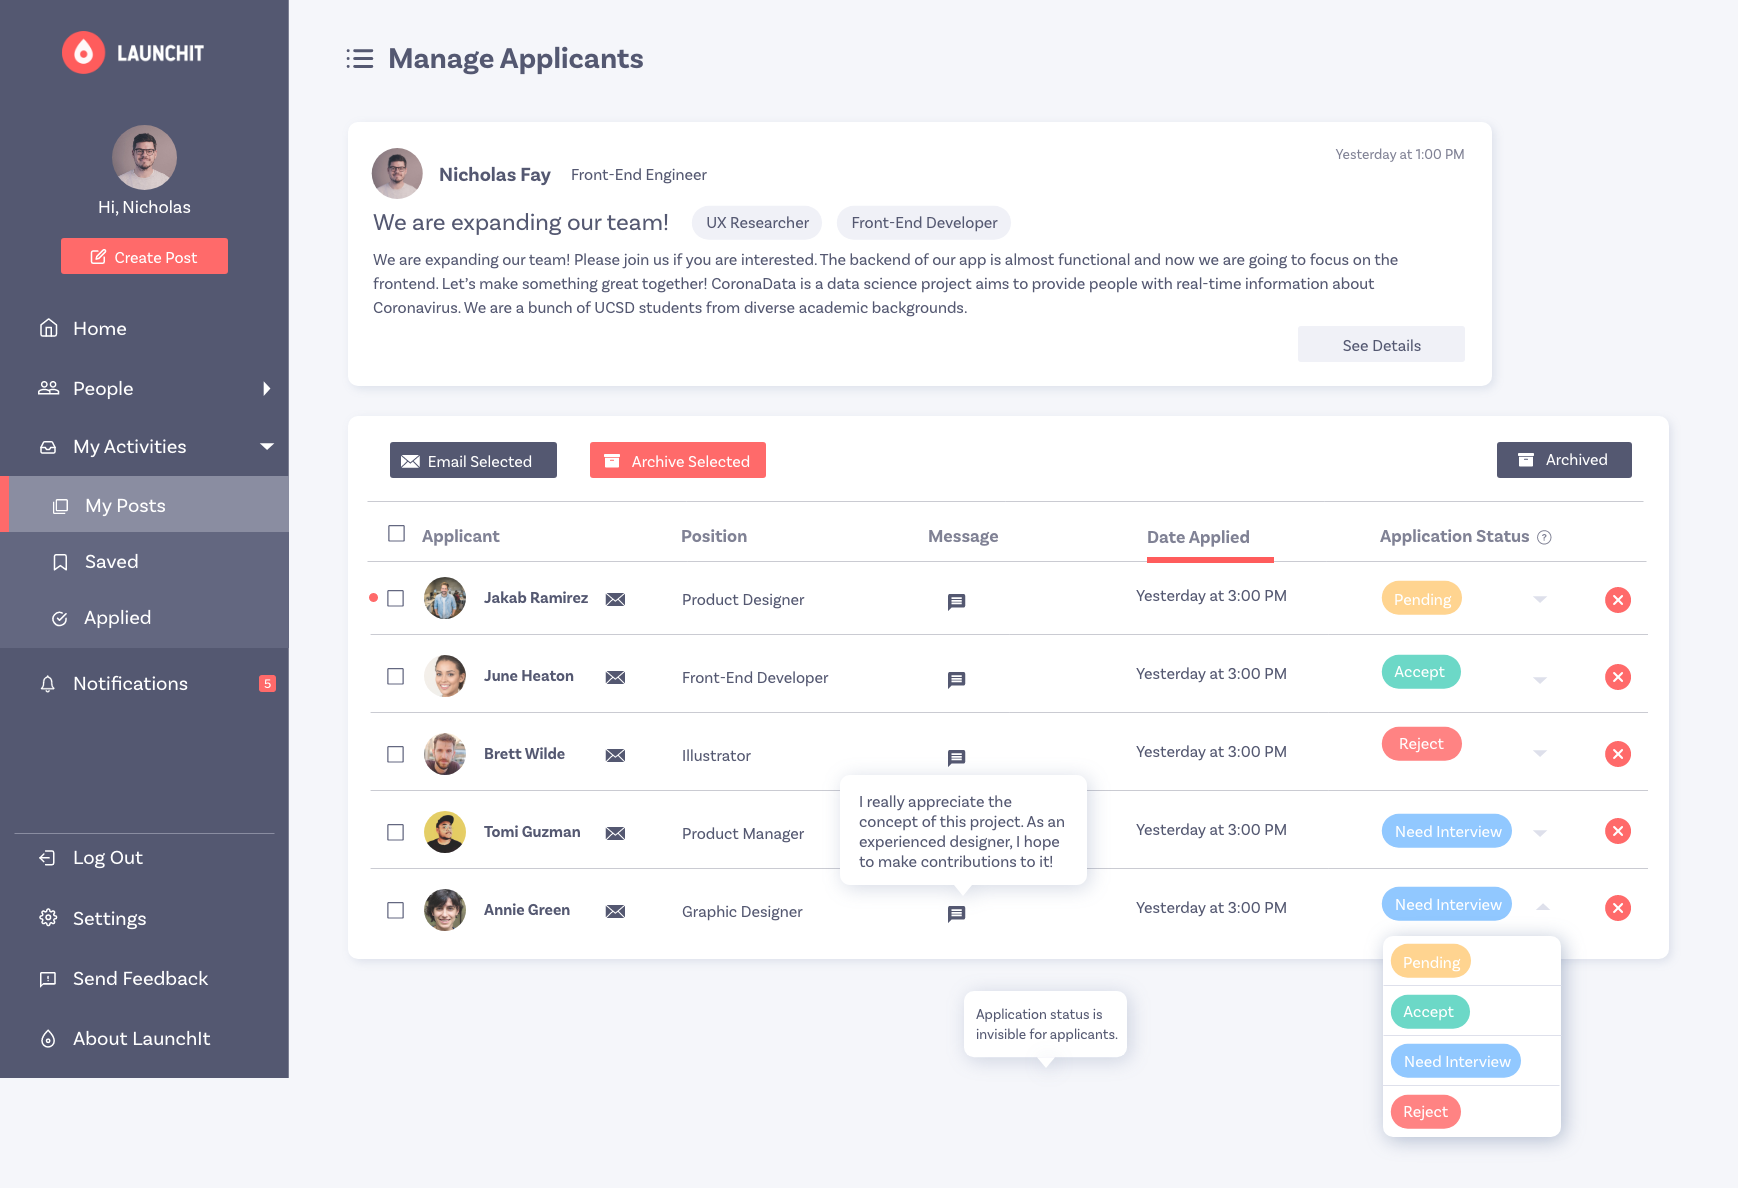 LAUNCHIT
Hi, Nicholas
Create Post
Home
People
My Activities
My Posts
Saved
Applied
Notifications 5
Log Out
Settings
Send Feedback
About LaunchIt
Manage Applicants
Yesterday at 1:00 PM
Nicholas Fay Front-End Engineer
We are expanding our team! UX Researcher Front-End Developer
We are expanding our team! Please join us if you are interested. The backend of our app is almost functional and now we are going to focus on the
frontend. Let’s make something great together! CoronaData is a data science project aims to provide people with real-time information about
Coronavirus. We are a bunch of UCSD students from diverse academic backgrounds.
See Details
Email Selected Archive Selected Archived
Applicant Position Message Date Applied Application Status ?
Jakab Ramirez Product Designer Yesterday at 3:00 PM Pending
June Heaton Front-End Developer Yesterday at 3:00 PM Accept
Brett Wilde Illustrator Yesterday at 3:00 PM Reject
Tomi Guzman Product Manager Yesterday at 3:00 PM Need Interview
I really appreciate the
concept of this project. As an
experienced designer, I hope
to make contributions to it!
Annie Green Graphic Designer Yesterday at 3:00 PM Need Interview
Pending
Accept
Need Interview
Reject
Application status is
invisible for applicants.